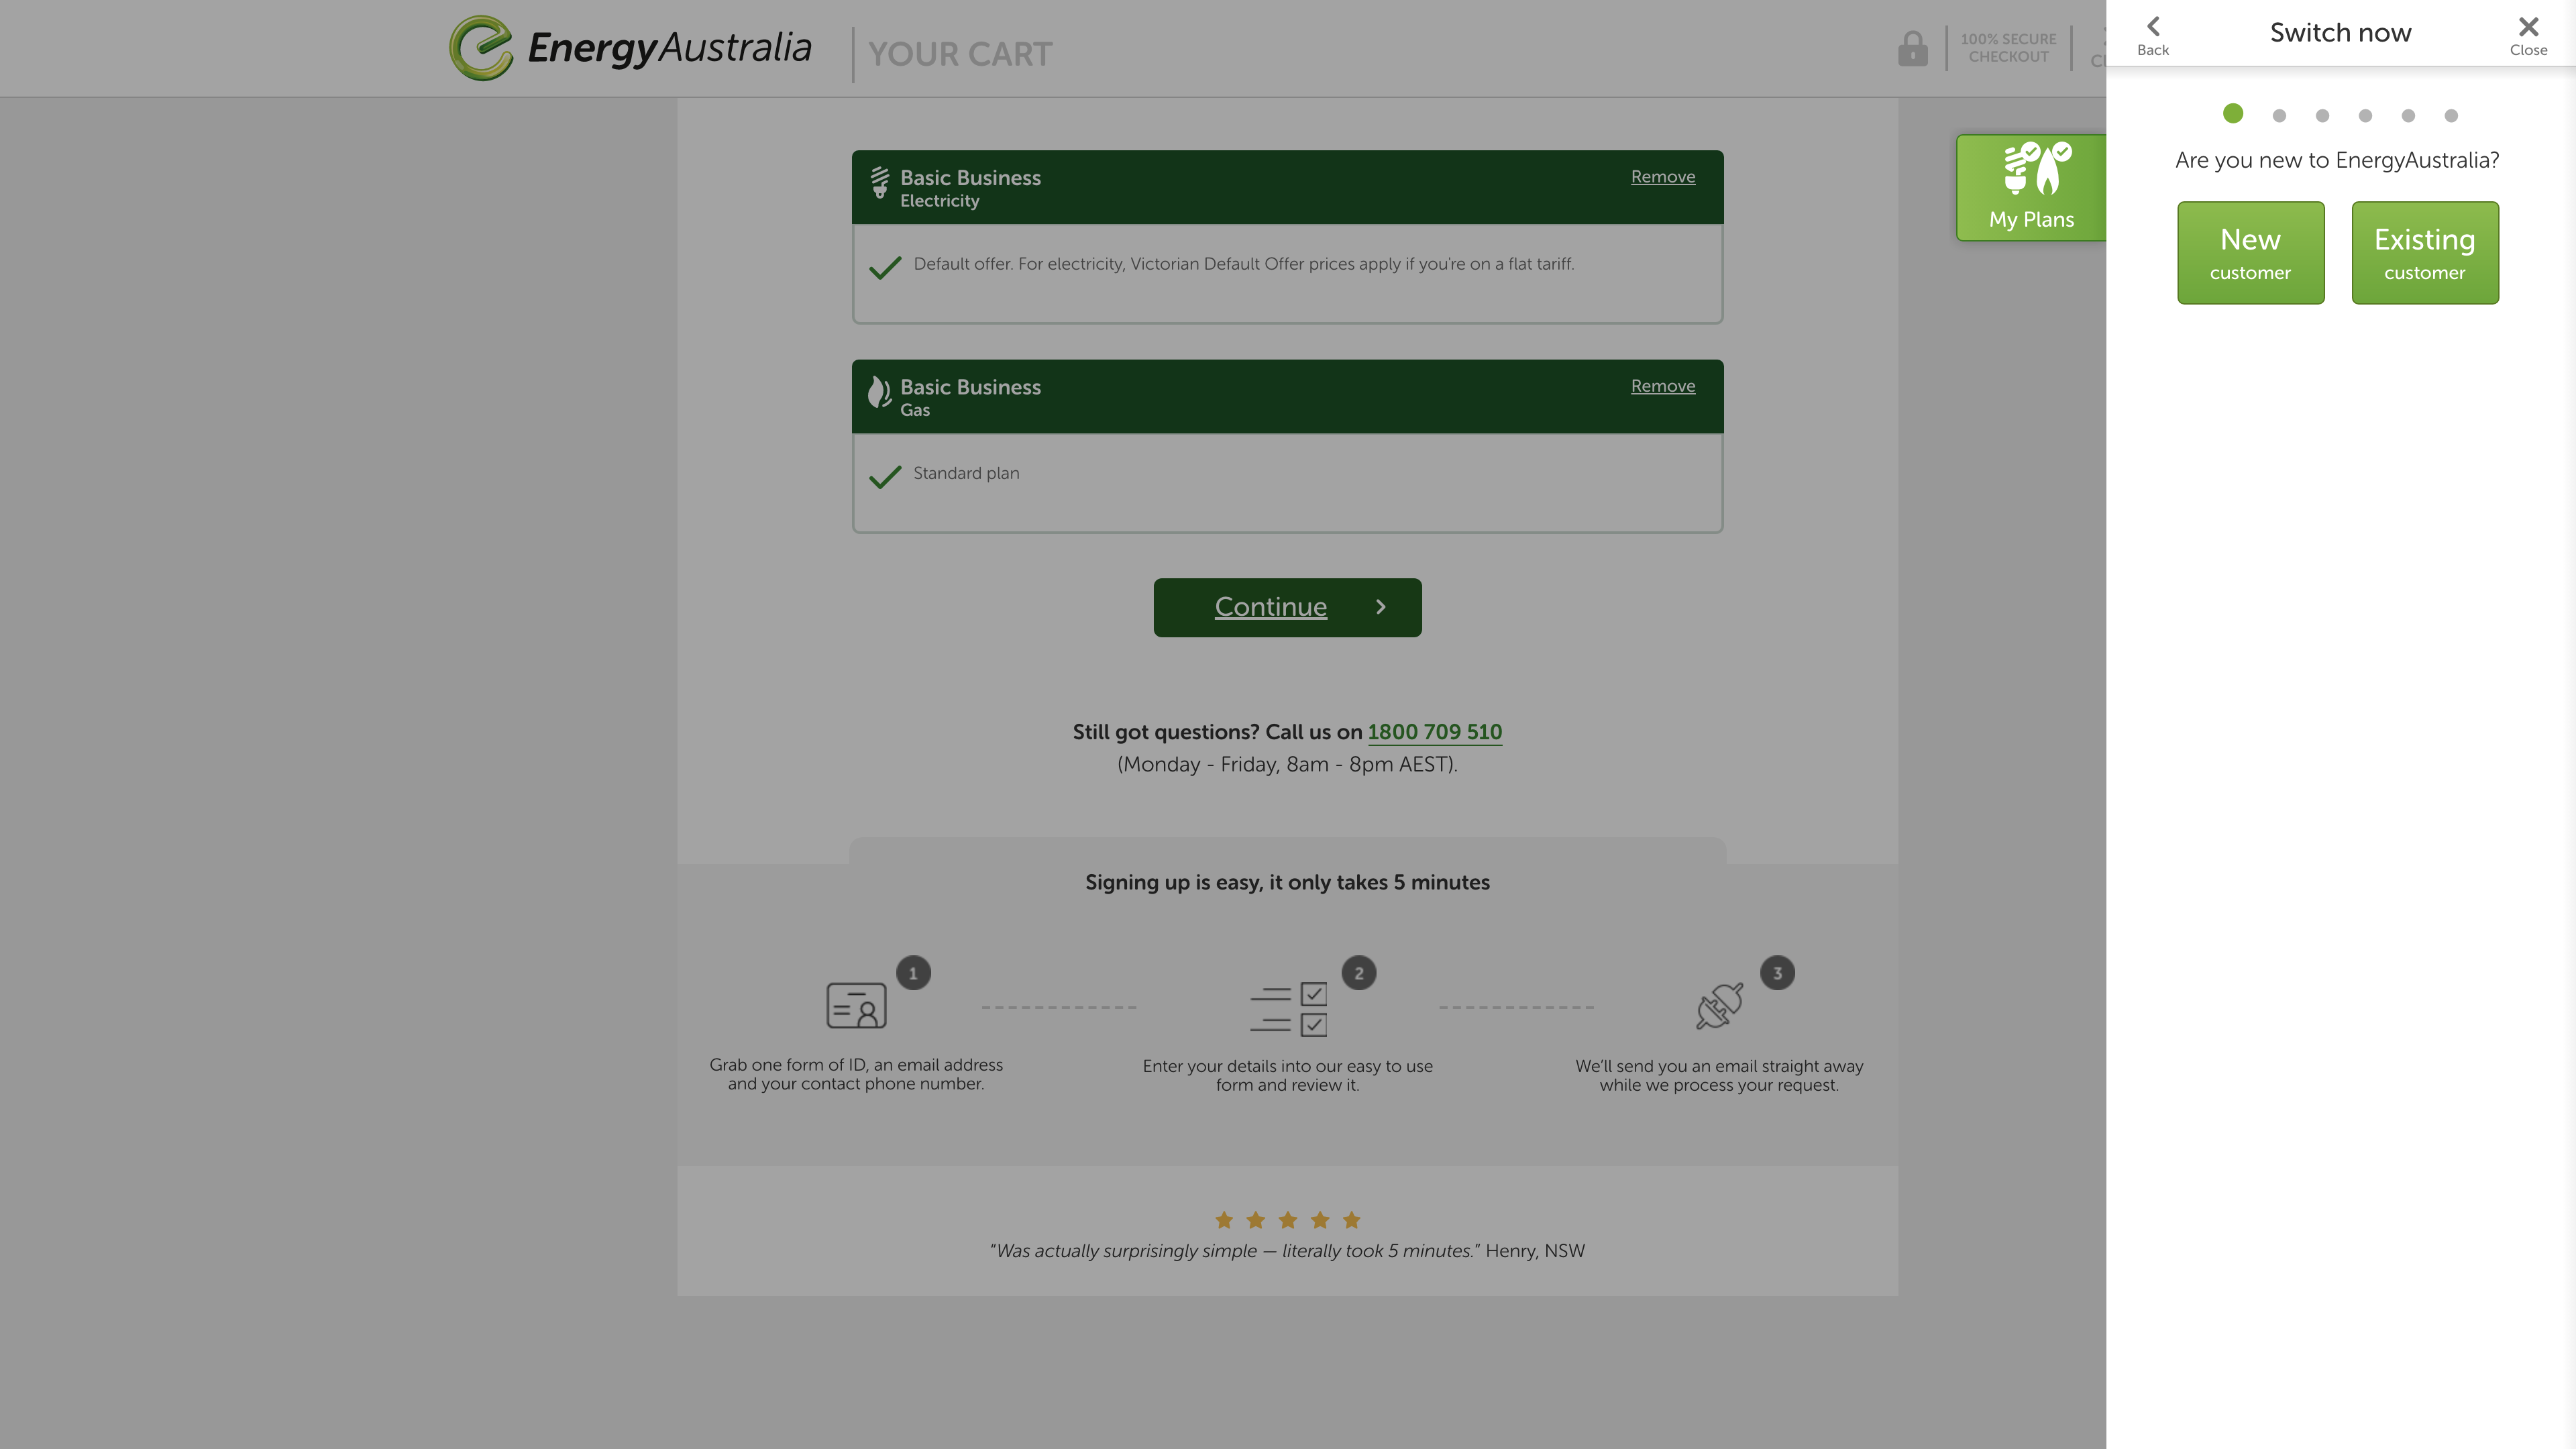 EnergyAustralia
YOUR CART
100% SECURE
CHECKOUT
Back
Switch now
Close
Are you new to EnergyAustralia?
New
customer
Existing
customer
My Plans
Basic Business
Electricity
Remove
Default offer. For electricity, Victorian Default Offer prices apply if you're on a flat tariff.
Basic Business
Gas
Remove
Standard plan
Continue
Still got questions? Call us on 1800 709 510
(Monday - Friday, 8am - 8pm AEST).
Signing up is easy, it only takes 5 minutes
1
2
3
Grab one form of ID, an email address
and your contact phone number.
Enter your details into our easy to use
form and review it.
We'll send you an email straight away
while we process your request.
"Was actually surprisingly simple — literally took 5 minutes." Henry, NSW